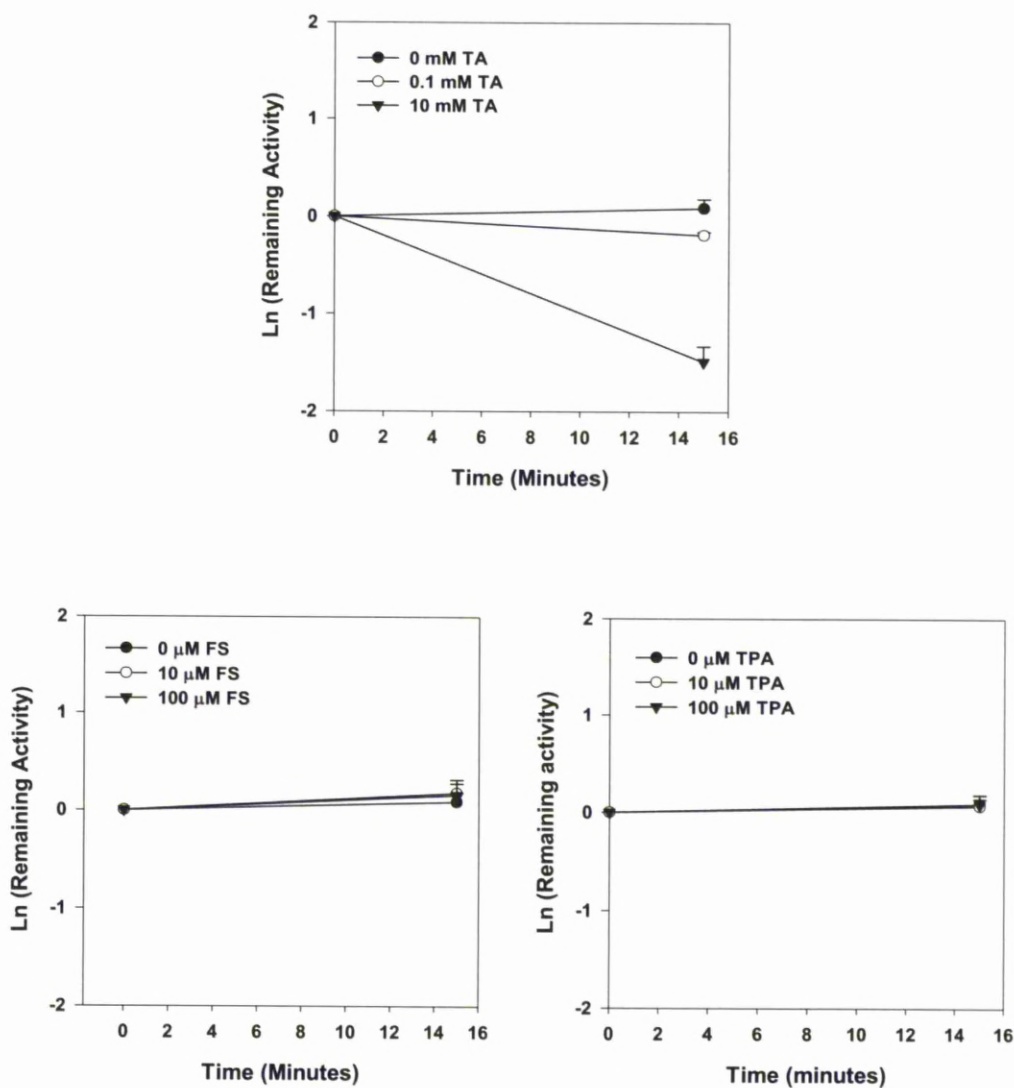 2
1
0
-1
-2
Ln (Remaining Activity)
0 mM TA
0.1 mM TA
10 mM TA
0 2 4 6 8 10 12 14 16
Time (Minutes)
2
1
0
-1
-2
Ln (Remaining Activity)
0 μM FS
10 μM FS
100 μM FS
0 2 4 6 8 10 12 14 16
Time (Minutes)
2
1
0
-1
-2
Ln (Remaining activity)
0 μM TPA
10 μM TPA
100 μM TPA
0 2 4 6 8 10 12 14 16
Time (minutes)